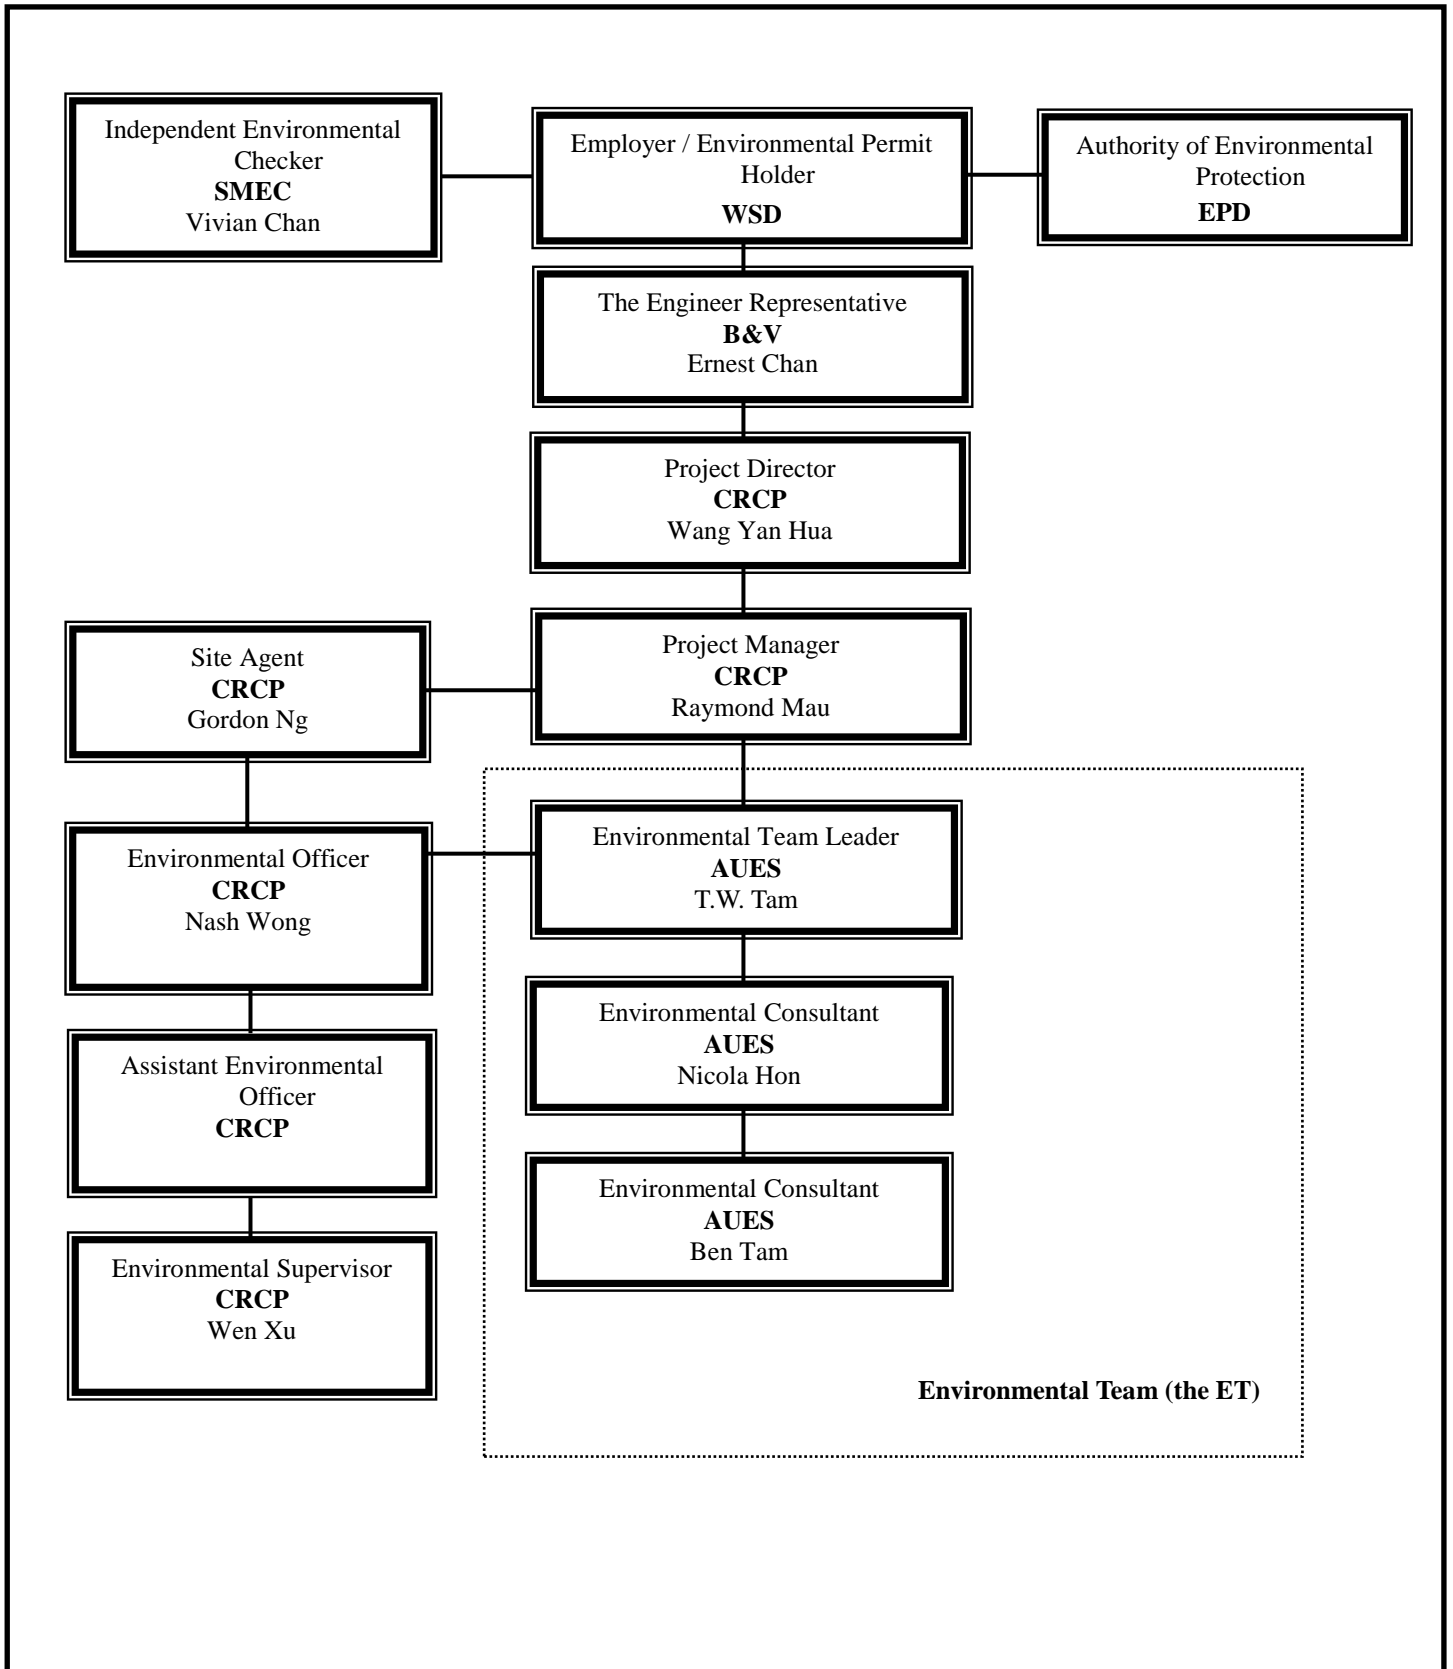 Independent Environmental
Checker
SMEC
Vivian Chan
Employer / Environmental Permit
Holder
WSD
Authority of Environmental
Protection
EPD
The Engineer Representative
B&V
Ernest Chan
Project Director
CRCP
Wang Yan Hua
Site Agent
CRCP
Gordon Ng
Project Manager
CRCP
Raymond Mau
Environmental Officer
CRCP
Nash Wong
Environmental Team Leader
AUES
T.W. Tam
Assistant Environmental
Officer
CRCP
Environmental Consultant
AUES
Nicola Hon
Environmental Supervisor
CRCP
Wen Xu
Environmental Consultant
AUES
Ben Tam
Environmental Team (the ET)